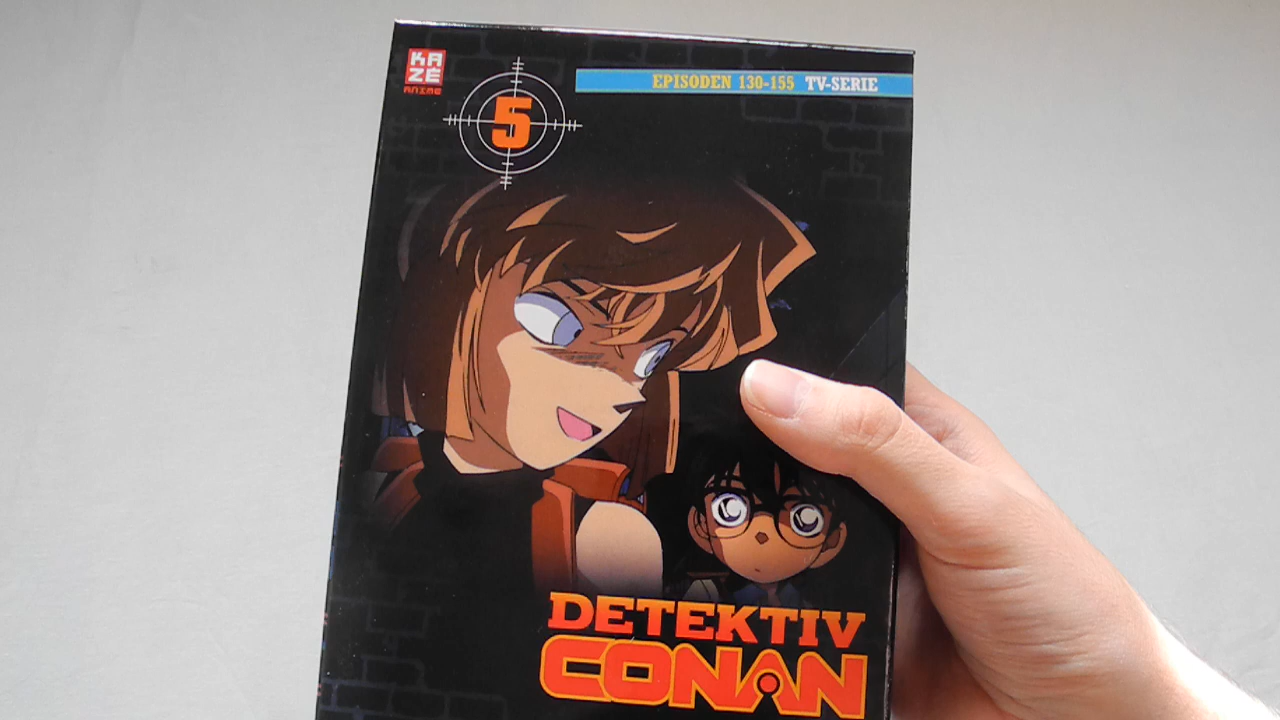 KAZÉ
ANIME
5
EPISODEN 130-155 TV-SERIE
DETEKTIV
CONAN